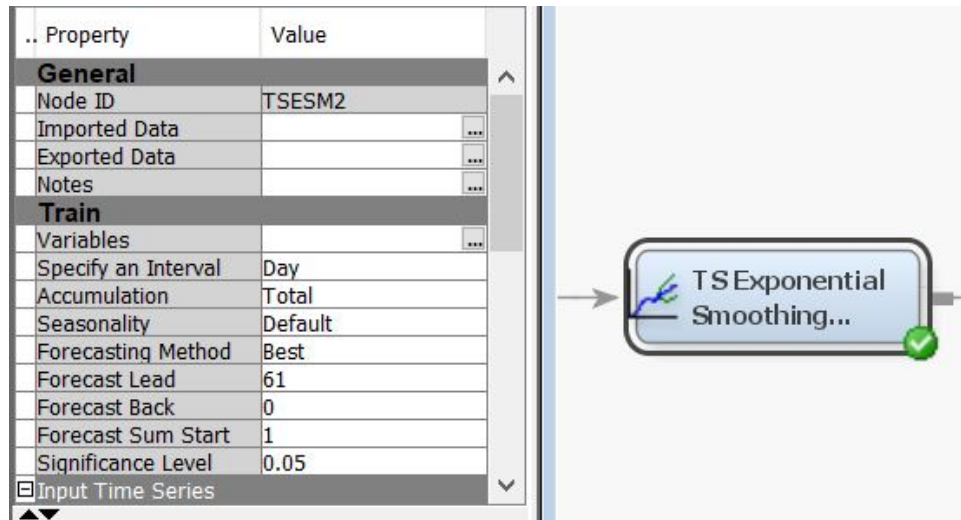 .. Property Value
General
Node ID TSESM2
Imported Data ...
Exported Data ...
Notes ...
Train
Variables ...
Specify an Interval Day
Accumulation Total
Seasonality Default
Forecasting Method Best
Forecast Lead 61
Forecast Back 0
Forecast Sum Start 1
Significance Level 0.05
Input Time Series
TS Exponential
Smoothing...